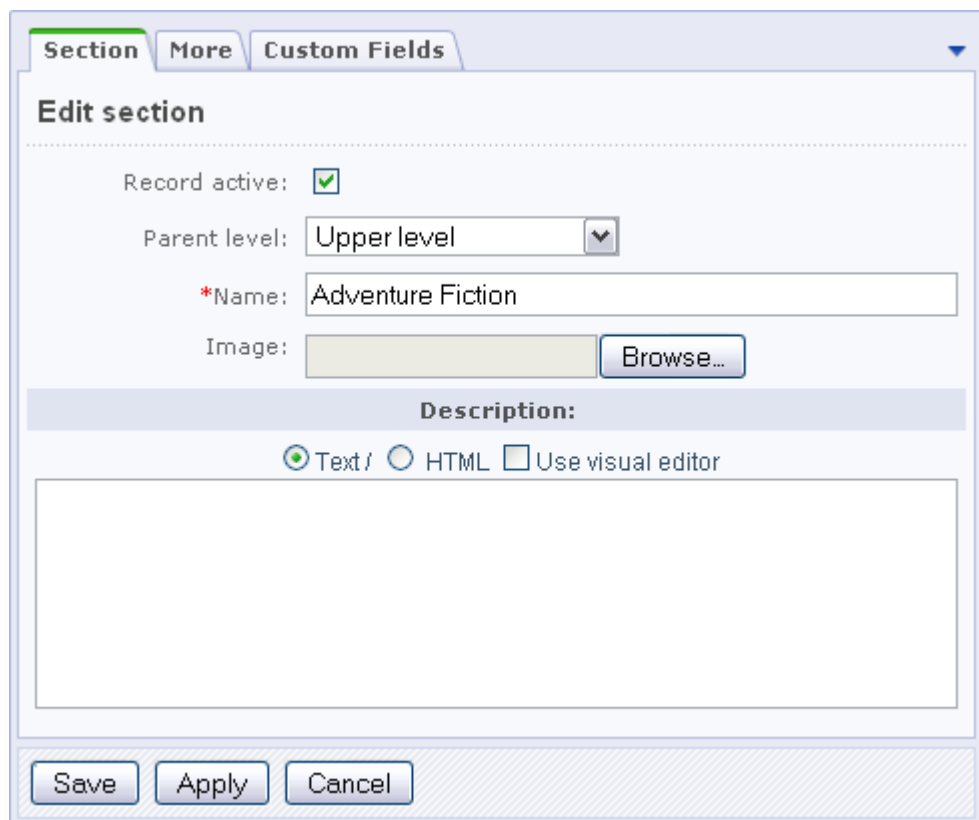 Section More Custom Fields
Edit section
Record active:
Parent level: Upper level
*Name: Adventure Fiction
Image: Browse...
Description:
Text / HTML Use visual editor
Save Apply Cancel